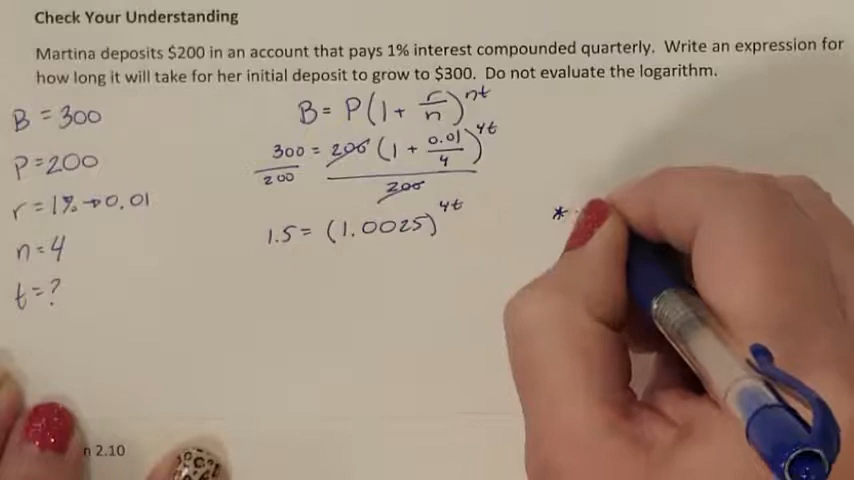 Check Your Understanding
Martina deposits $200 in an account that pays 1% interest compounded quarterly. Write an expression for
how long it will take for her initial deposit to grow to $300. Do not evaluate the logarithm.
B = 300
P = 200
r = 1% → 0.01
n = 4
t = ?
B = P(1 + r/n)^nt
300/200 = 200(1 + 0.01/4)^4t/200
1.5 = (1.0025)^4t
*
n 2.10